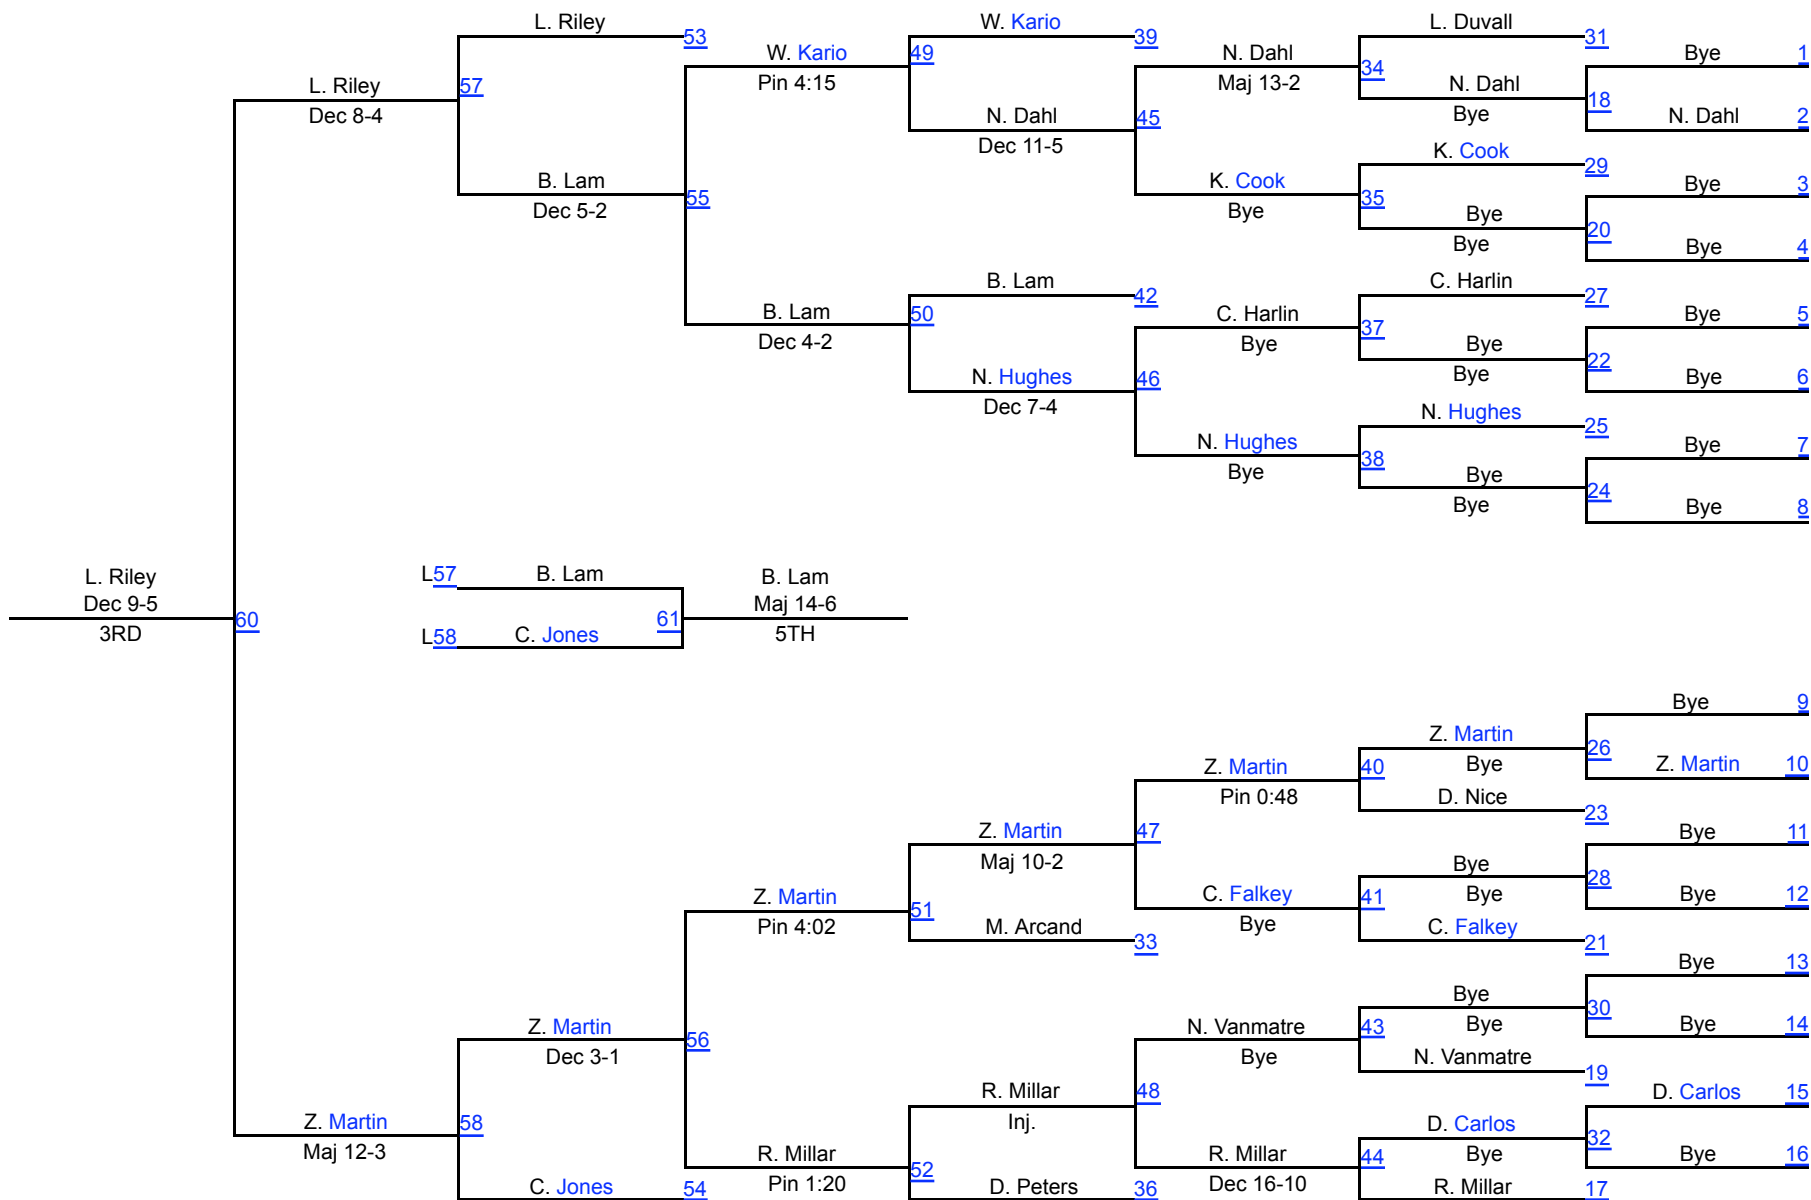 L. Riley
53
W. Kario
39
L. Duvall
31
Bye
1
W. Kario
49
N. Dahl
34
Pin 4:15
Maj 13-2
L. Riley
57
N. Dahl
18
Dec 8-4
Bye
N. Dahl
2
N. Dahl
45
Dec 11-5
K. Cook
29
B. Lam
55
K. Cook
35
Bye
3
Dec 5-2
Bye
Bye
20
Bye
Bye
4
B. Lam
42
C. Harlin
27
B. Lam
50
C. Harlin
37
Bye
5
Dec 4-2
Bye
Bye
22
Bye
N. Hughes
46
Bye
6
Dec 7-4
N. Hughes
25
N. Hughes
38
Bye
7
Bye
Bye
24
Bye
Bye
8
L. Riley
L57
B. Lam
B. Lam
Dec 9-5
Maj 14-6
60
61
3RD
L58
C. Jones
5TH
Bye
9
Z. Martin
26
Bye
Z. Martin
40
Z. Martin
10
Pin 0:48
D. Nice
23
Z. Martin
47
Bye
11
Maj 10-2
Bye
28
Z. Martin
51
C. Falkey
41
Bye
Bye
12
Pin 4:02
Bye
M. Arcand
33
C. Falkey
21
Bye
13
Bye
30
Z. Martin
56
N. Vanmatre
43
Bye
Bye
14
Dec 3-1
Bye
N. Vanmatre
19
R. Millar
48
D. Carlos
15
Z. Martin
58
Inj.
D. Carlos
32
Maj 12-3
R. Millar
52
R. Millar
44
Bye
Bye
16
C. Jones
54
Pin 1:20
D. Peters
36
Dec 16-10
R. Millar
17